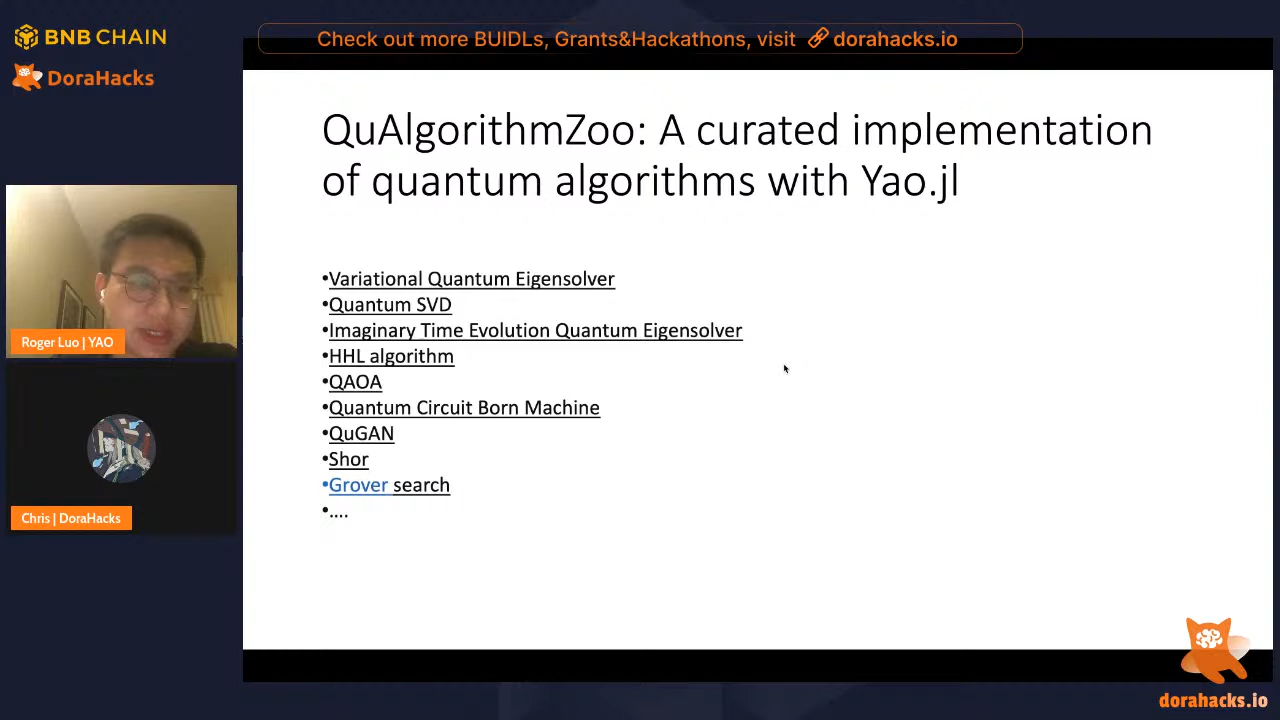 BNB CHAIN
DoraHacks
Check out more BUIDLs, Grants&Hackathons, visit dorahacks.io
QuAlgorithmZoo: A curated implementation
of quantum algorithms with Yao.jl
•Variational Quantum Eigensolver
•Quantum SVD
•Imaginary Time Evolution Quantum Eigensolver
•HHL algorithm
•QAOA
•Quantum Circuit Born Machine
•QuGAN
•Shor
•Grover search
•....
Roger Luo | YAO
Chris | DoraHacks
dorahacks.io